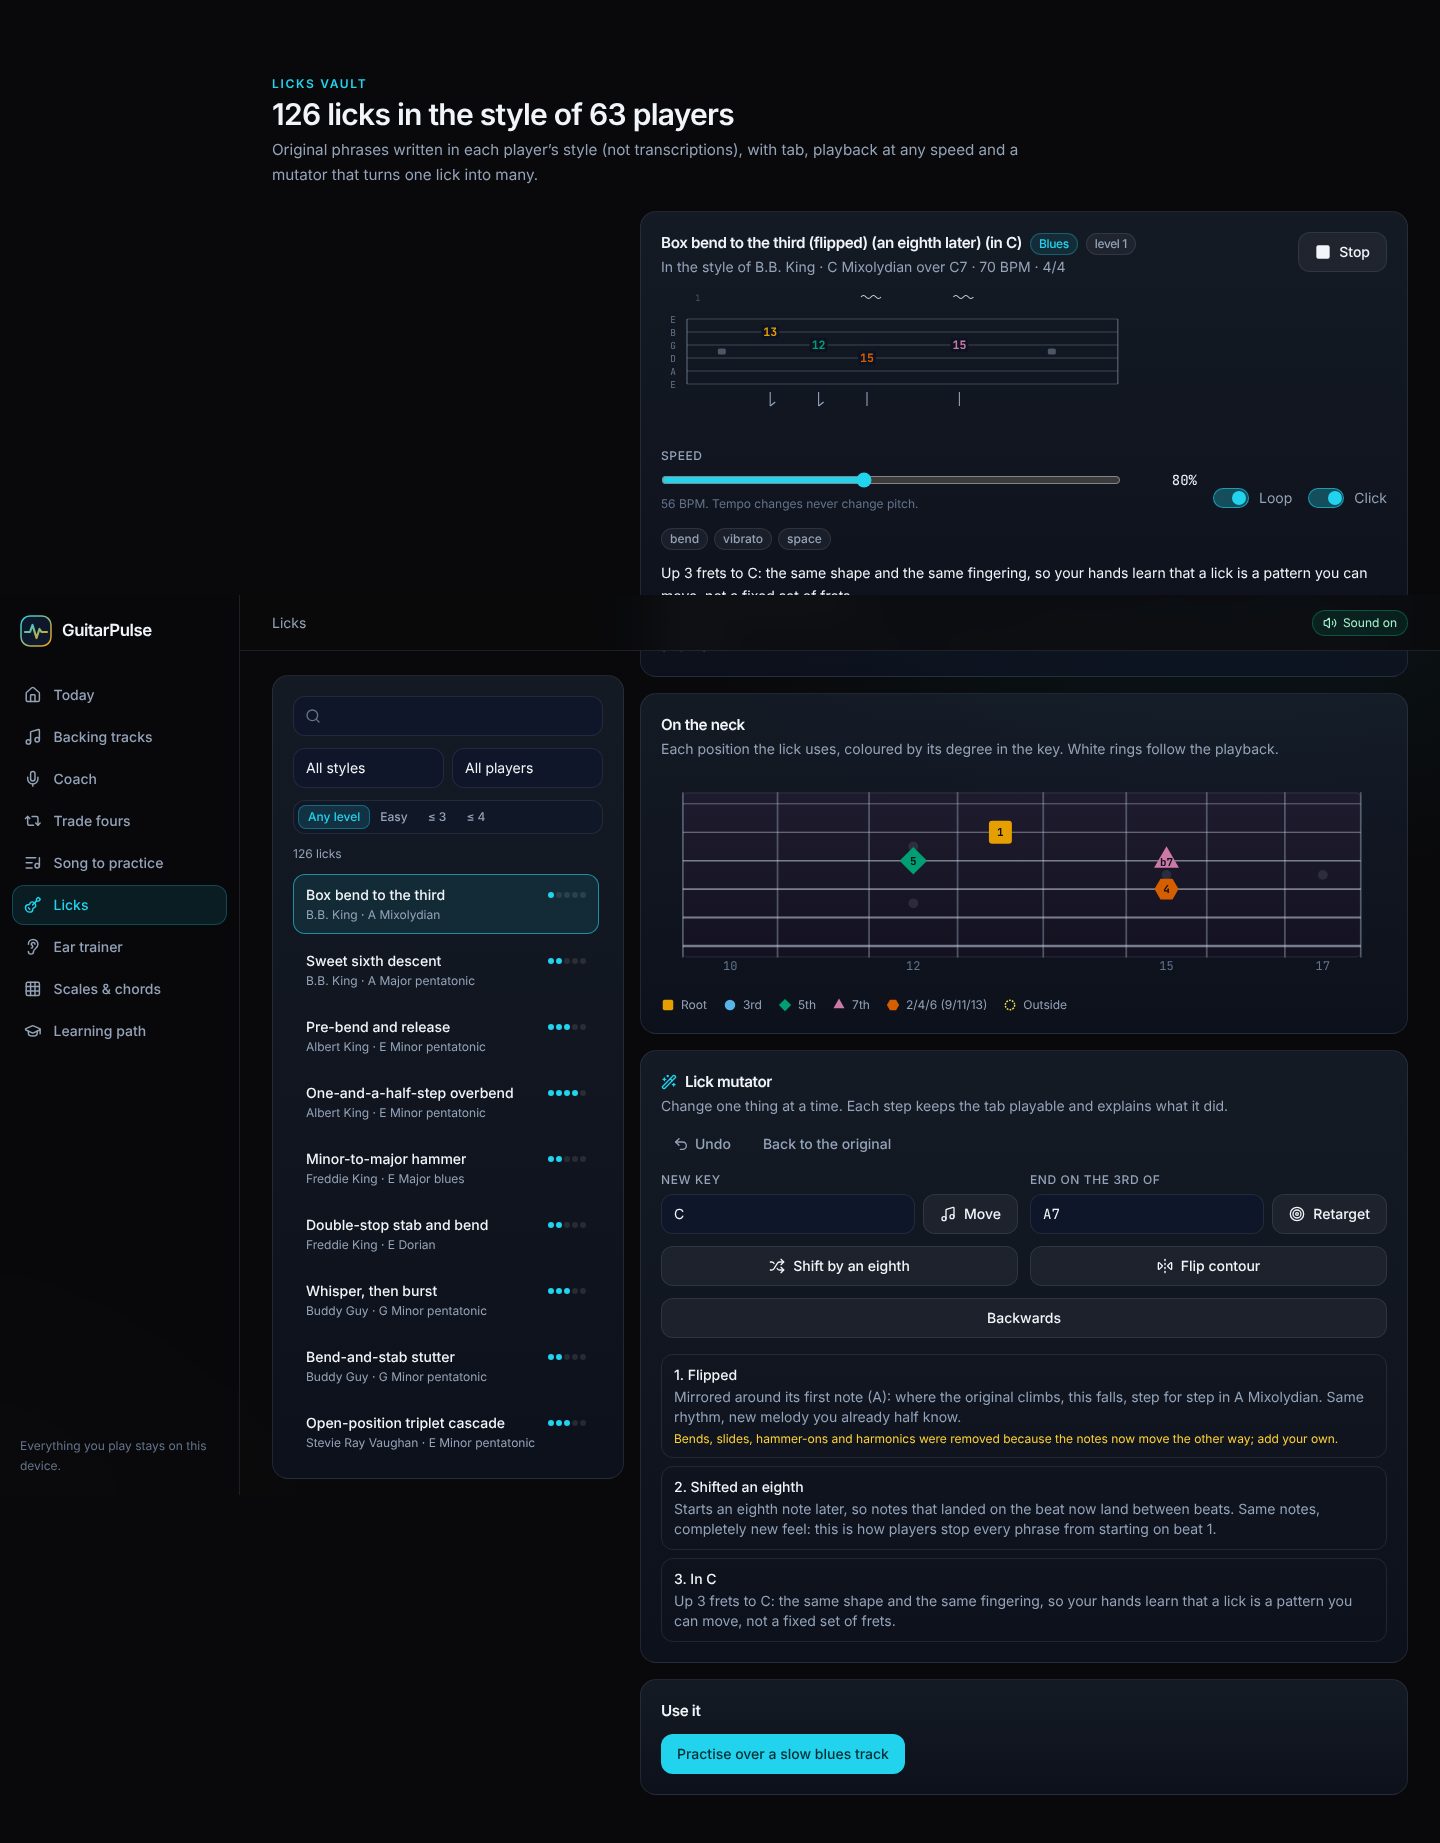 LICKS VAULT
126 licks in the style of 63 players
Original phrases written in each player's style (not transcriptions), with tab, playback at any speed and a
mutator that turns one lick into many.
Box bend to the third (flipped) (an eighth later) (in C) Blues level 1
In the style of B.B. King · C Mixolydian over C7 · 70 BPM · 4/4
Stop
1
E
B 13
G 12 15
D 15
A
E
SPEED
80%
56 BPM. Tempo changes never change pitch.
Loop Click
bend vibrato space
Up 3 frets to C: the same shape and the same fingering, so your hands learn that a lick is a pattern you can
GuitarPulse
Today
Backing tracks
Coach
Trade fours
Song to practice
Licks
Ear trainer
Scales & chords
Learning path
Everything you play stays on this
device.
Licks
Sound on
All styles All players
Any level Easy ≤ 3 ≤ 4
126 licks
Box bend to the third
B.B. King · A Mixolydian
Sweet sixth descent
B.B. King · A Major pentatonic
Pre-bend and release
Albert King · E Minor pentatonic
One-and-a-half-step overbend
Albert King · E Minor pentatonic
Minor-to-major hammer
Freddie King · E Major blues
Double-stop stab and bend
Freddie King · E Dorian
Whisper, then burst
Buddy Guy · G Minor pentatonic
Bend-and-stab stutter
Buddy Guy · G Minor pentatonic
Open-position triplet cascade
Stevie Ray Vaughan · E Minor pentatonic
On the neck
Each position the lick uses, coloured by its degree in the key. White rings follow the playback.
1
5 b7
4
10 12 15 17
Root 3rd 5th 7th 2/4/6 (9/11/13) Outside
Lick mutator
Change one thing at a time. Each step keeps the tab playable and explains what it did.
Undo Back to the original
NEW KEY END ON THE 3RD OF
C Move A7 Retarget
Shift by an eighth Flip contour
Backwards
1. Flipped
Mirrored around its first note (A): where the original climbs, this falls, step for step in A Mixolydian. Same
rhythm, new melody you already half know.
Bends, slides, hammer-ons and harmonics were removed because the notes now move the other way; add your own.
2. Shifted an eighth
Starts an eighth note later, so notes that landed on the beat now land between beats. Same notes,
completely new feel: this is how players stop every phrase from starting on beat 1.
3. In C
Up 3 frets to C: the same shape and the same fingering, so your hands learn that a lick is a pattern you
can move, not a fixed set of frets.
Use it
Practise over a slow blues track